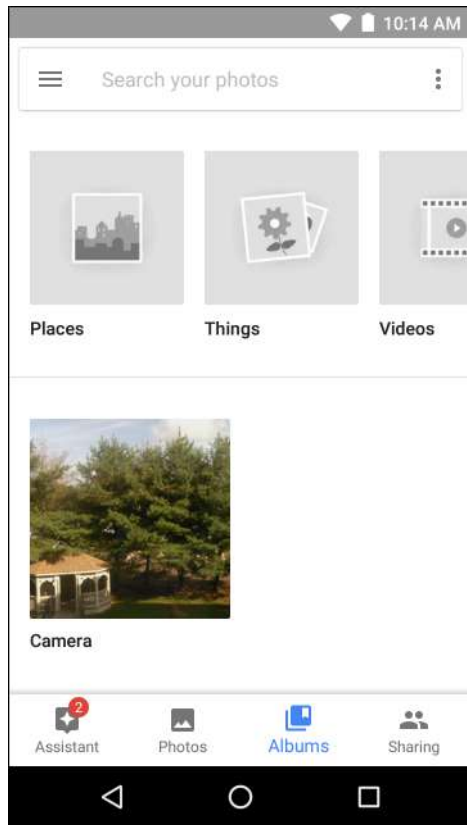 10:14 AM
Search your photos
Places Things Videos
Camera
2
Assistant Photos Albums Sharing